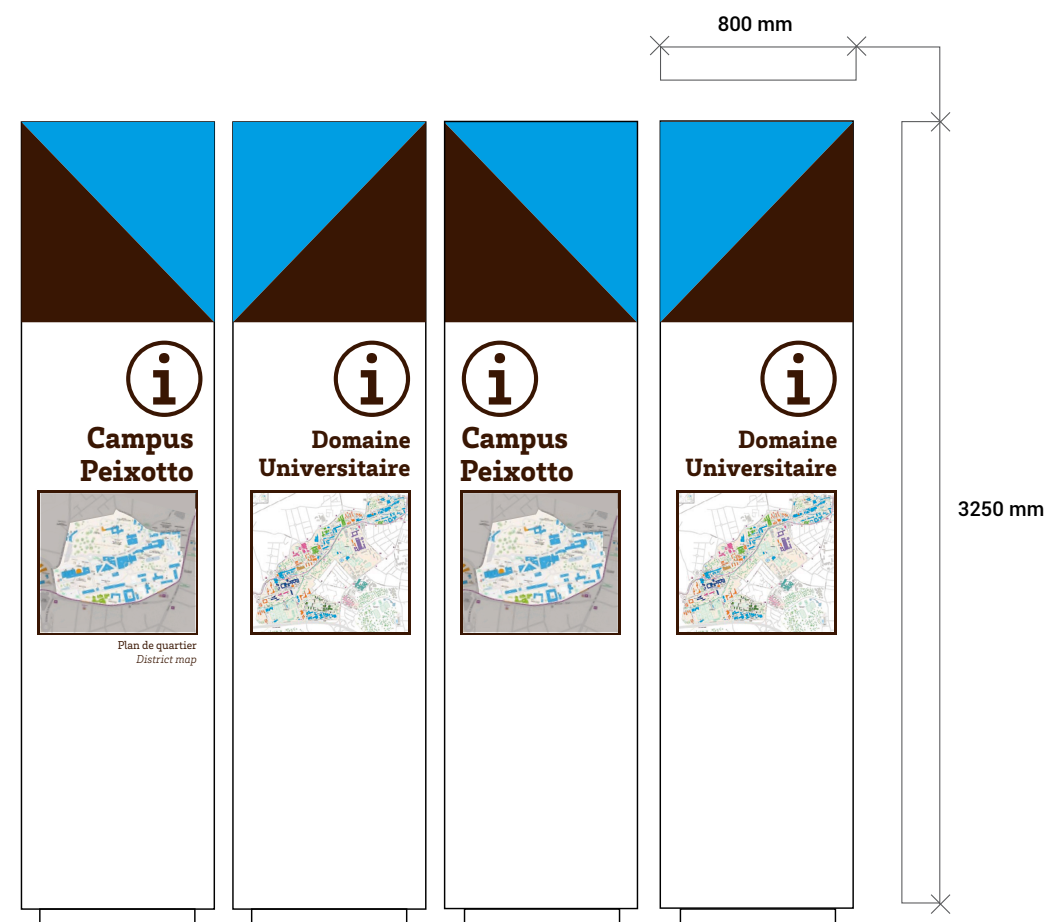 800 mm
3250 mm
i
Campus
Peixotto
Plan de quartier
District map
i
Domaine
Universitaire
i
Campus
Peixotto
i
Domaine
Universitaire